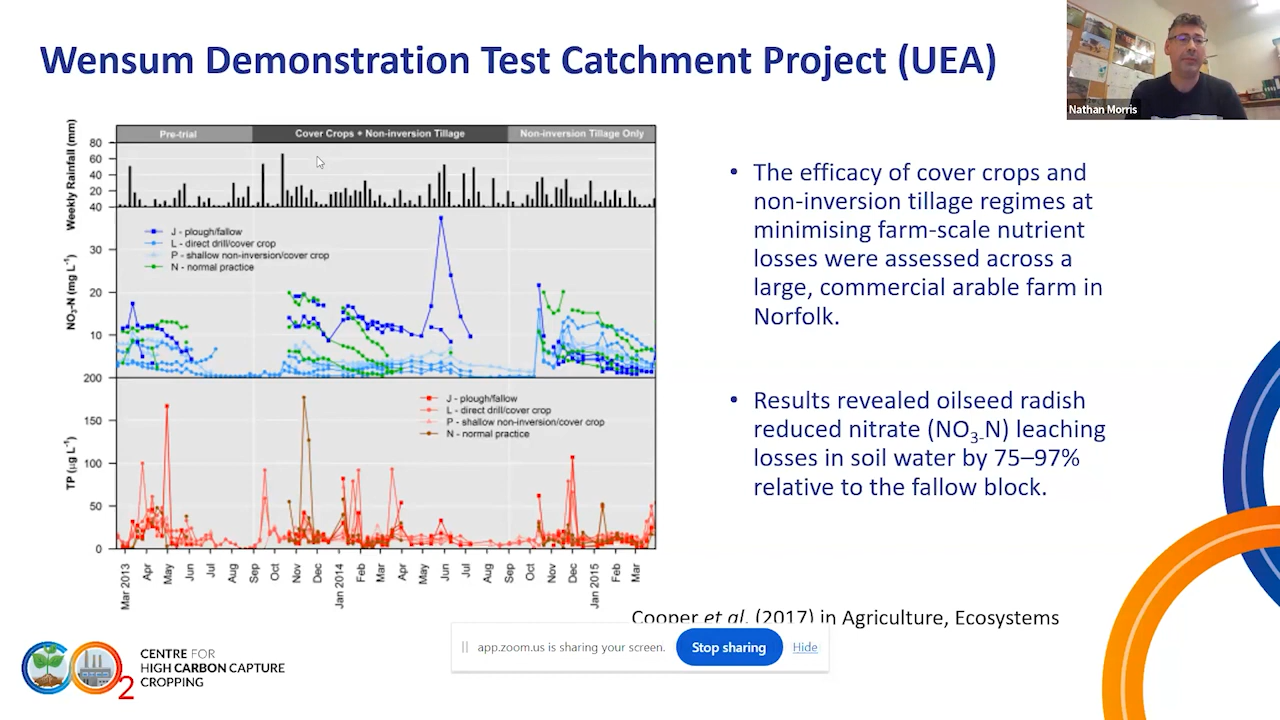 Wensum Demonstration Test Catchment Project (UEA)
Nathan Morris
Pre-trial
Cover Crops + Non-inversion Tillage
Non-inversion Tillage Only
Weekly Rainfall (mm)
80
60
40
20
40
J - plough/fallow
L - direct drill/cover crop
P - shallow non-inversion/cover crop
N - normal practice
NO3-N (mg L-1)
30
20
10
200
J - plough/fallow
L - direct drill/cover crop
P - shallow non-inversion/cover crop
N - normal practice
TP (µg L-1)
150
100
50
0
Mar 2013
Apr
May
Jun
Jul
Aug
Sep
Oct
Nov
Dec
Jan 2014
Feb
Mar
Apr
May
Jun
Jul
Aug
Sep
Oct
Nov
Dec
Jan 2015
Feb
Mar
• The efficacy of cover crops and
non-inversion tillage regimes at
minimising farm-scale nutrient
losses were assessed across a
large, commercial arable farm in
Norfolk.
• Results revealed oilseed radish
reduced nitrate (NO3-N) leaching
losses in soil water by 75–97%
relative to the fallow block.
Cooper et al. (2017) in Agriculture, Ecosystems
app.zoom.us is sharing your screen.
Stop sharing
Hide
2
CENTRE FOR
HIGH CARBON CAPTURE
CROPPING